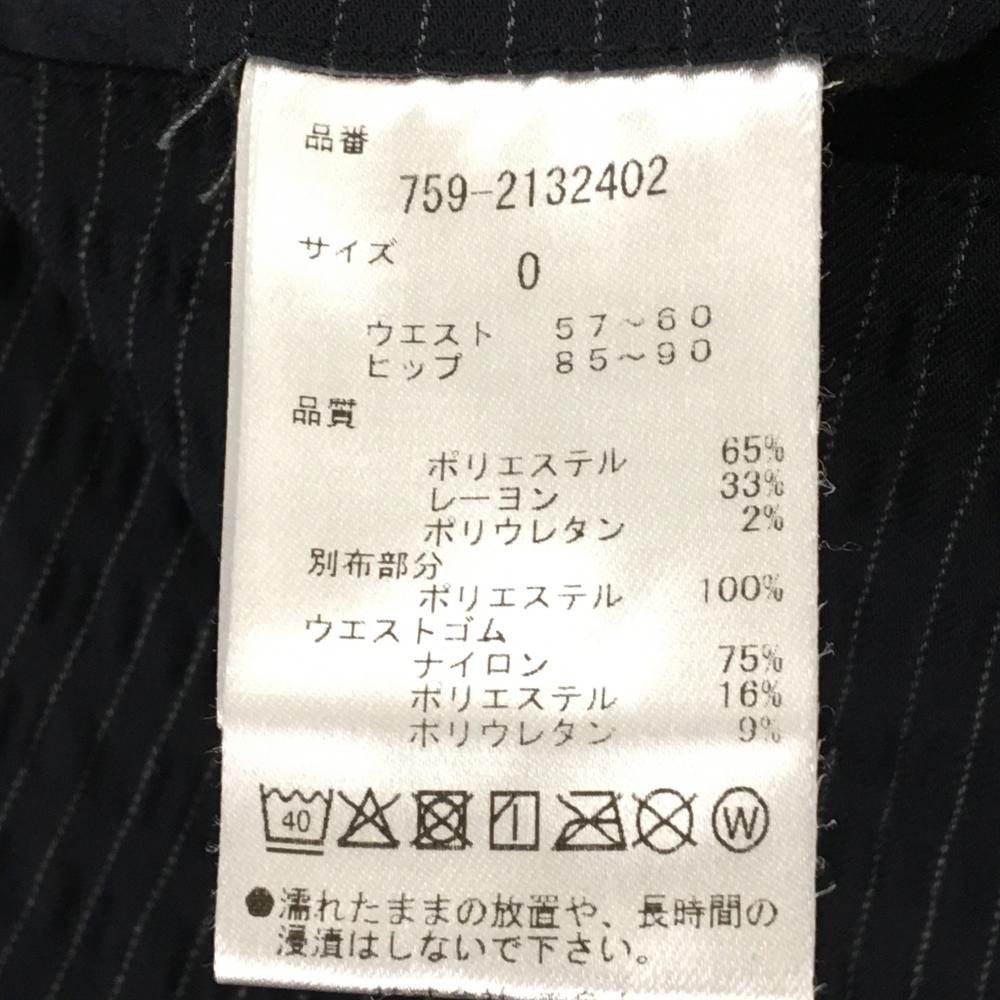 品番
759-2132402
サイズ
0
ウエスト 57~60
ヒップ 85~90
品質
ポリエステル 65%
レーヨン 33%
ポリウレタン 2%
別布部分
ポリエステル 100%
ウエストゴム
ナイロン 75%
ポリエステル 16%
ポリウレタン 9%
40 W
●濡れたままの放置や、長時間の
浸漬はしないで下さい。